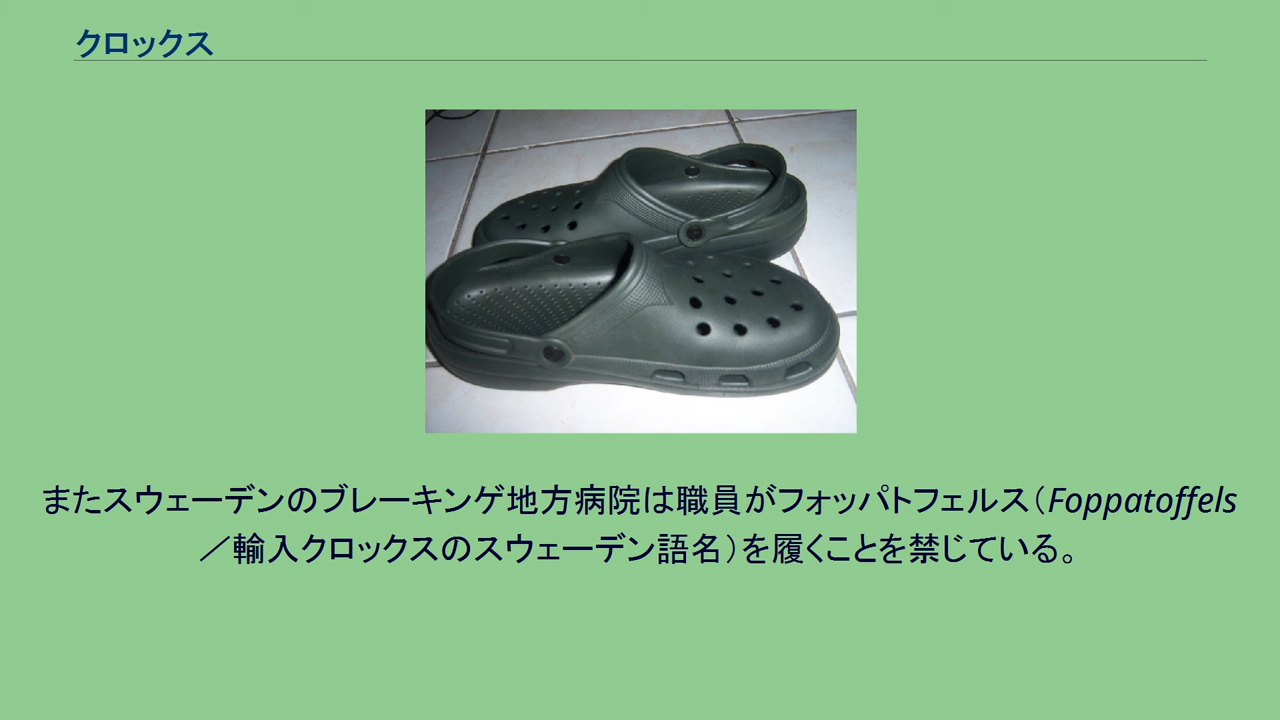 クロックス
またスウェーデンのブレーキンゲ地方病院は職員がフォッパトフェルス（Foppatoffels
／輸入クロックスのスウェーデン語名）を履くことを禁じている。